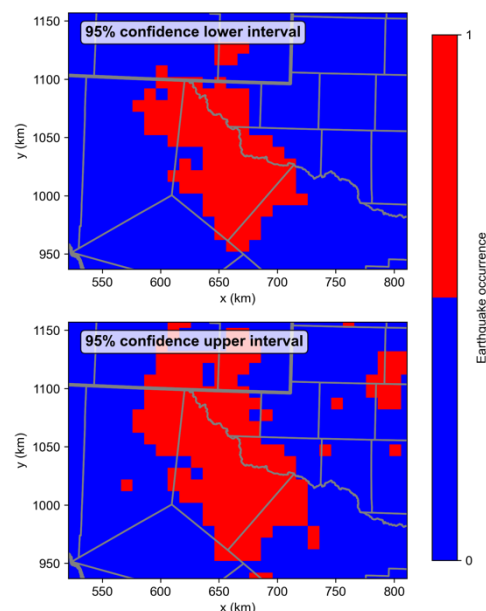 95% confidence lower interval
1150
1100
1050
1000
950
y (km)
550 600 650 700 750 800
x (km)
95% confidence upper interval
1150
1100
1050
1000
950
y (km)
550 600 650 700 750 800
x (km)
1
0
Earthquake occurrence